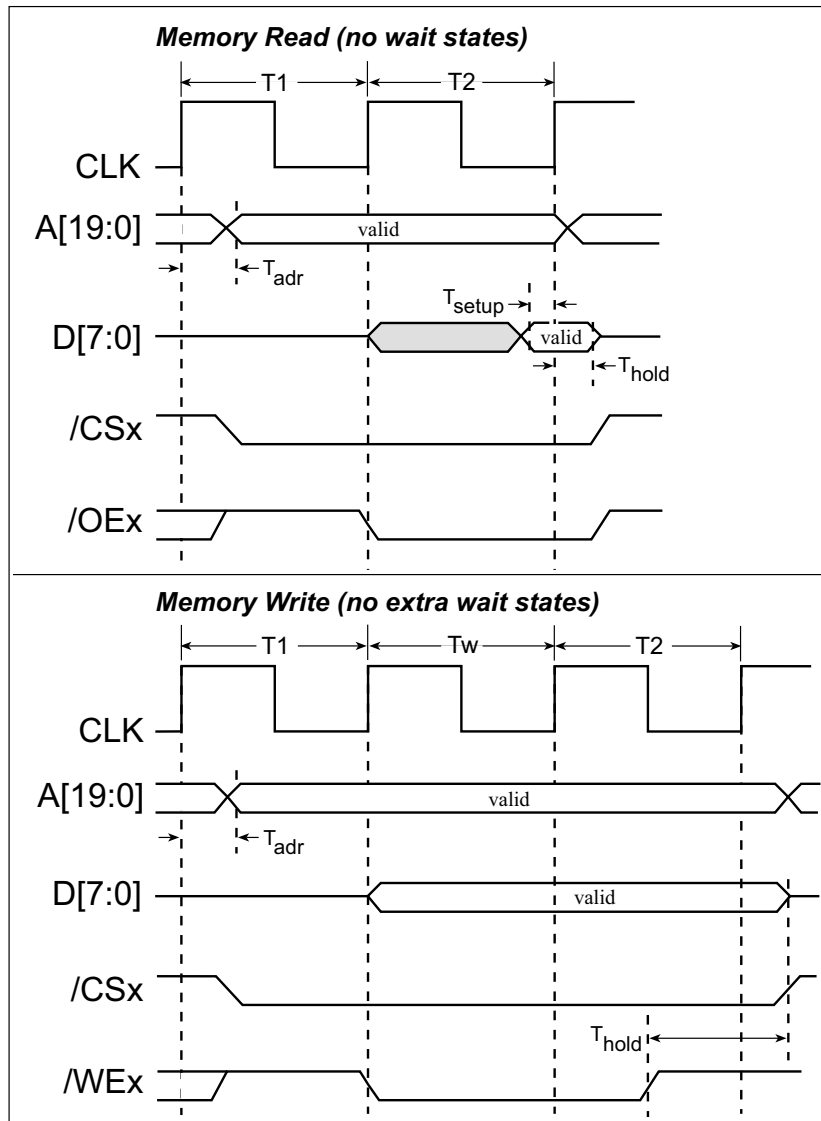 Memory Read (no wait states)
T1 T2
CLK
A[19:0] valid
Tadr
Tsetup
D[7:0] valid
Thold
/CSx
/OEx
Memory Write (no extra wait states)
T1 Tw T2
CLK
A[19:0] valid
Tadr
D[7:0] valid
/CSx
Thold
/WEx